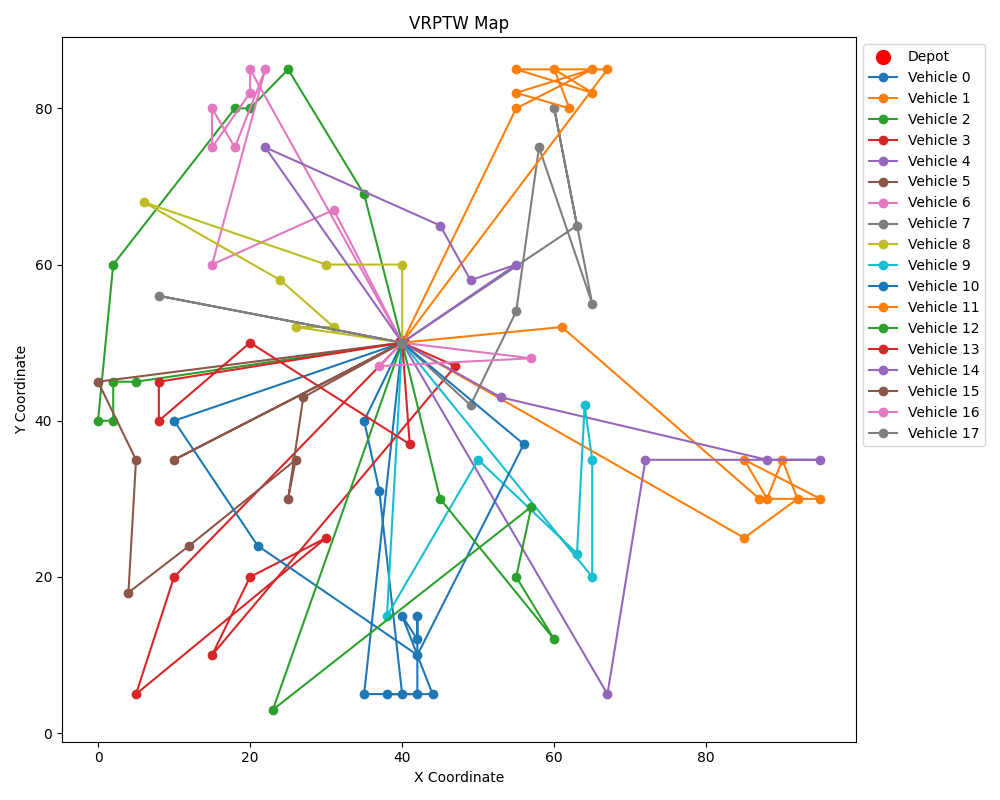 VRPTW Map
Y Coordinate
80
60
40
20
0
0
20
40
60
80
X Coordinate
Depot
Vehicle 0
Vehicle 1
Vehicle 2
Vehicle 3
Vehicle 4
Vehicle 5
Vehicle 6
Vehicle 7
Vehicle 8
Vehicle 9
Vehicle 10
Vehicle 11
Vehicle 12
Vehicle 13
Vehicle 14
Vehicle 15
Vehicle 16
Vehicle 17